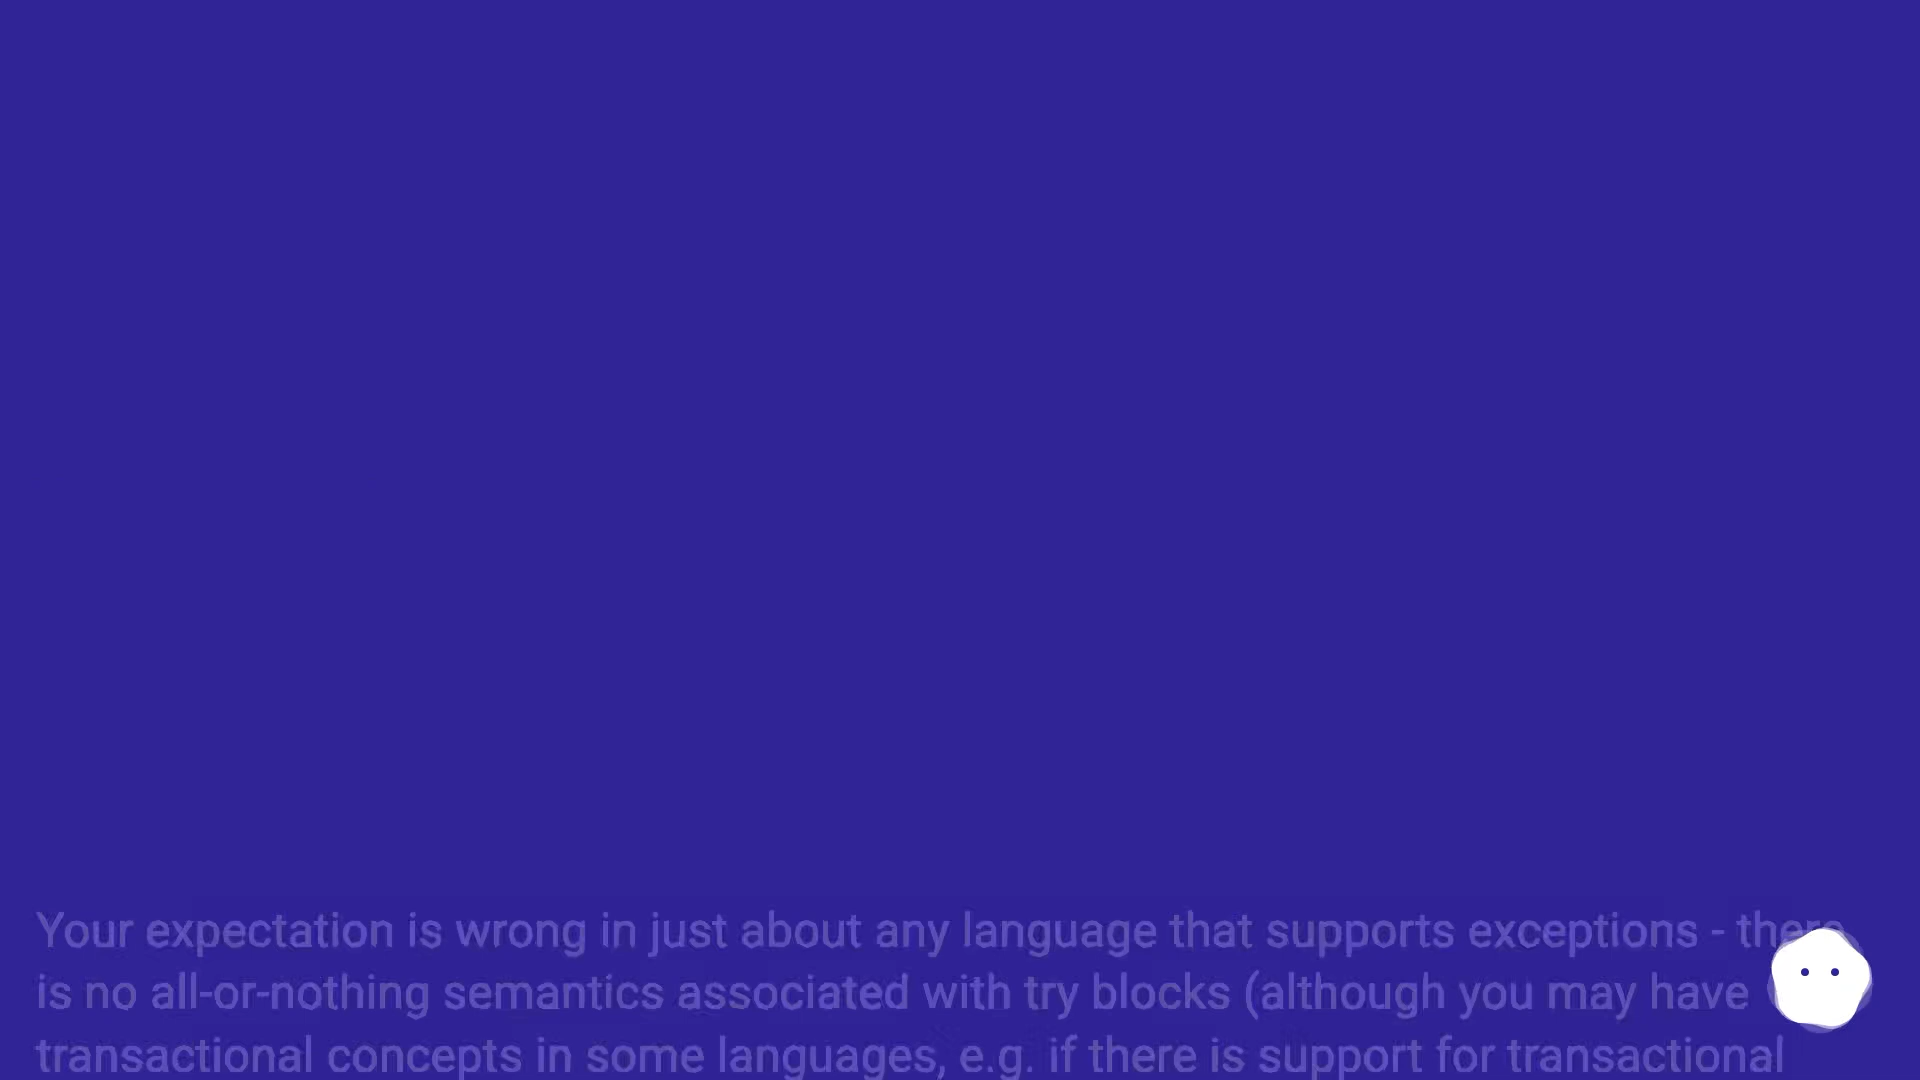 Your expectation is wrong in just about any language that supports exceptions - there
is no all-or-nothing semantics associated with try blocks (although you may have
transactional concepts in some languages, e.g. if there is support for transactional